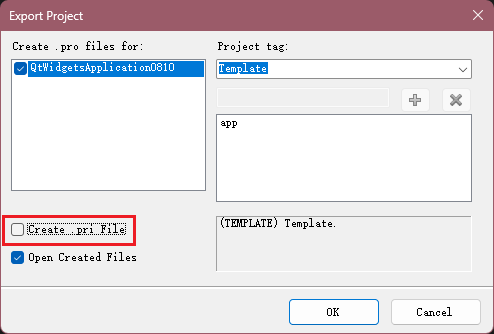 Export Project
Create .pro files for:
QtWidgetsApplication0810
Project tag:
Template
app
Create .pri File
Open Created Files
(TEMPLATE) Template.
OK
Cancel